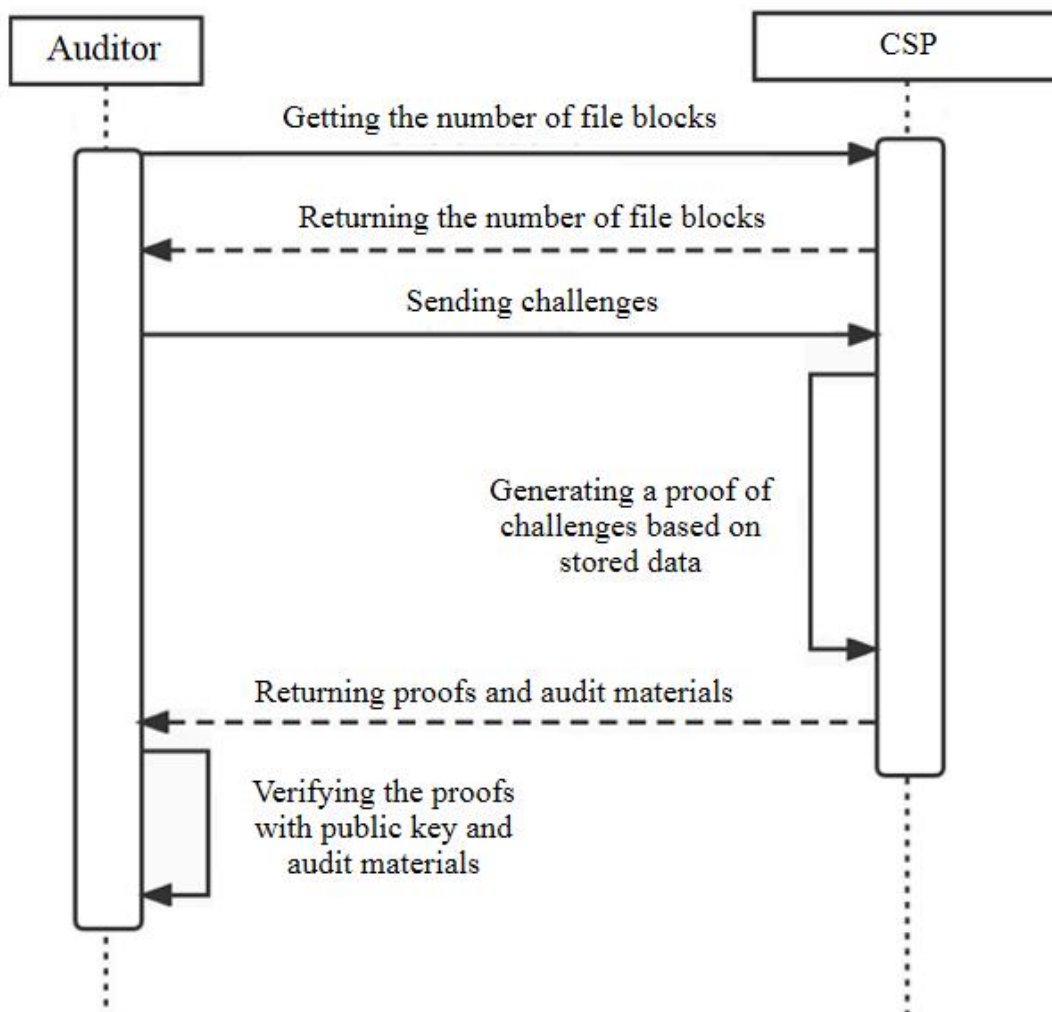 Auditor
CSP
Getting the number of file blocks
Returning the number of file blocks
Sending challenges
Generating a proof of
challenges based on
stored data
Returning proofs and audit materials
Verifying the proofs
with public key and
audit materials